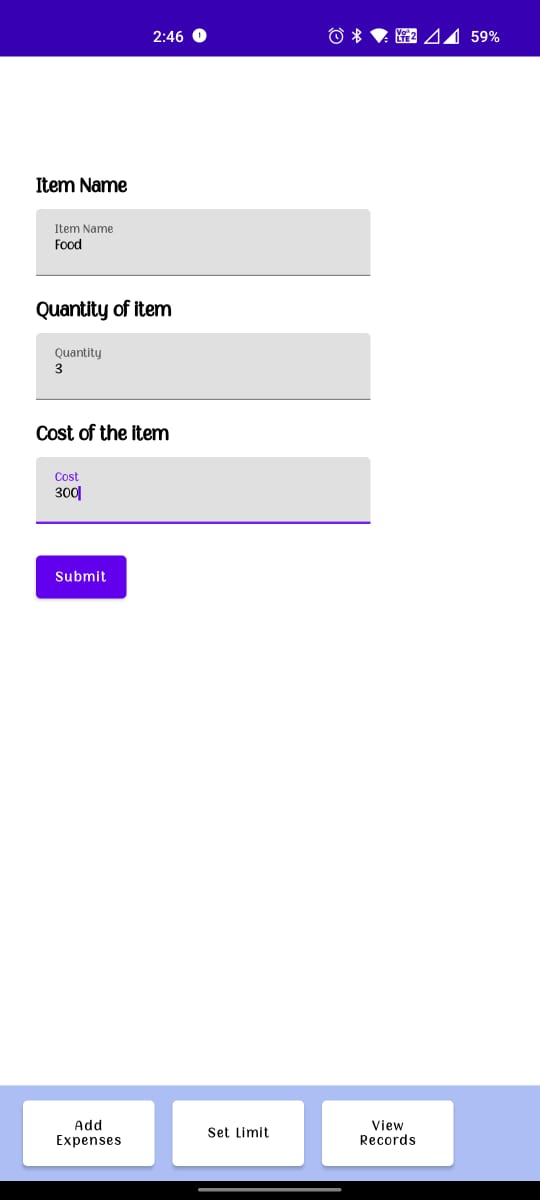 2:46
VoLTE2 59%
Item Name
Item Name
Food
Quantity of item
Quantity
3
Cost of the item
Cost
300
Submit
Add
Expenses
Set Limit
View
Records